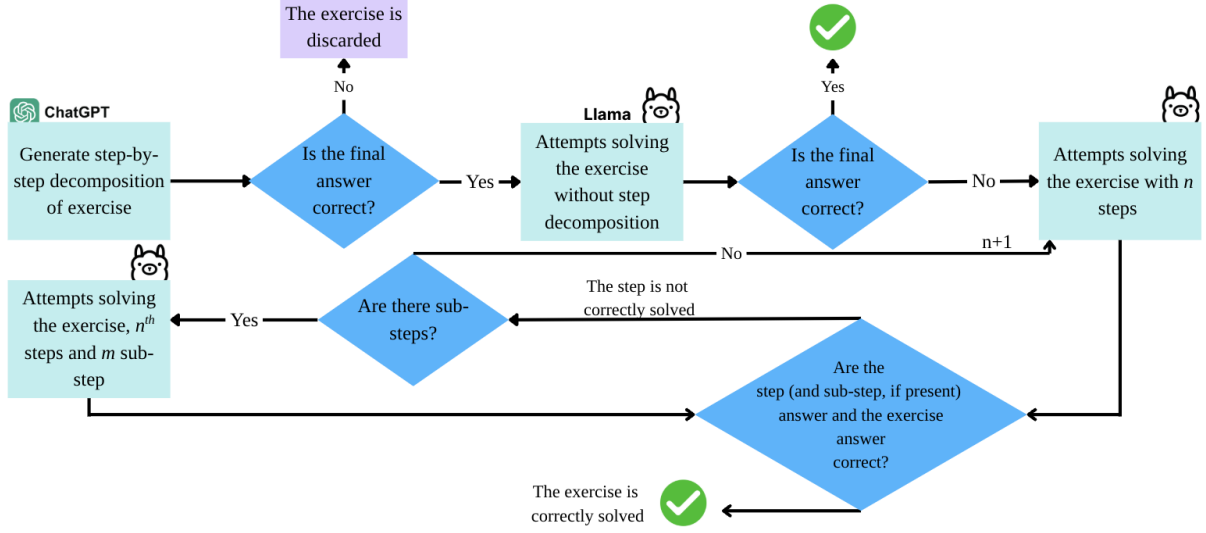 The exercise is
discarded
No
Yes
ChatGPT
Generate step-by-
step decomposition
of exercise
Is the final
answer
correct?
Yes
Llama
Attempts solving
the exercise
without step
decomposition
Is the final
answer
correct?
No
Attempts solving
the exercise with n
steps
No
n+1
Attempts solving
the exercise, nth
steps and m sub-
step
Yes
Are there sub-
steps?
The step is not
correctly solved
Are the
step (and sub-step, if present)
answer and the exercise
answer
correct?
The exercise is
correctly solved